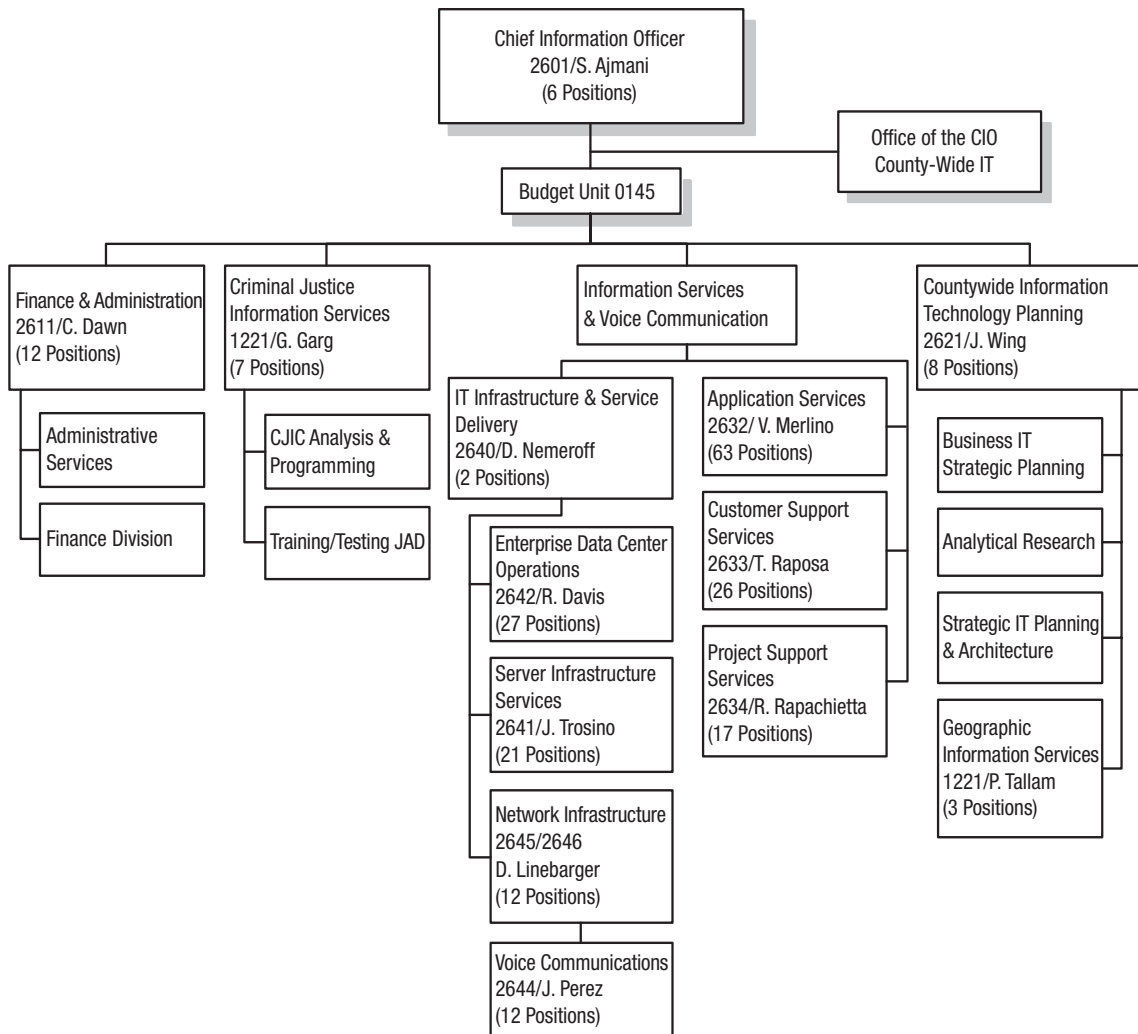 Chief Information Officer
2601/S. Ajmani
(6 Positions)
Office of the CIO
County-Wide IT
Budget Unit 0145
Finance & Administration
2611/C. Dawn
(12 Positions)
Administrative
Services
Finance Division
Criminal Justice
Information Services
1221/G. Garg
(7 Positions)
CJIC Analysis &
Programming
Training/Testing JAD
Information Services
& Voice Communication
IT Infrastructure & Service
Delivery
2640/D. Nemeroff
(2 Positions)
Enterprise Data Center
Operations
2642/R. Davis
(27 Positions)
Server Infrastructure
Services
2641/J. Trosino
(21 Positions)
Network Infrastructure
2645/2646
D. Linebarger
(12 Positions)
Voice Communications
2644/J. Perez
(12 Positions)
Application Services
2632/ V. Merlino
(63 Positions)
Customer Support
Services
2633/T. Raposa
(26 Positions)
Project Support
Services
2634/R. Rapachietta
(17 Positions)
Countywide Information
Technology Planning
2621/J. Wing
(8 Positions)
Business IT
Strategic Planning
Analytical Research
Strategic IT Planning
& Architecture
Geographic
Information Services
1221/P. Tallam
(3 Positions)